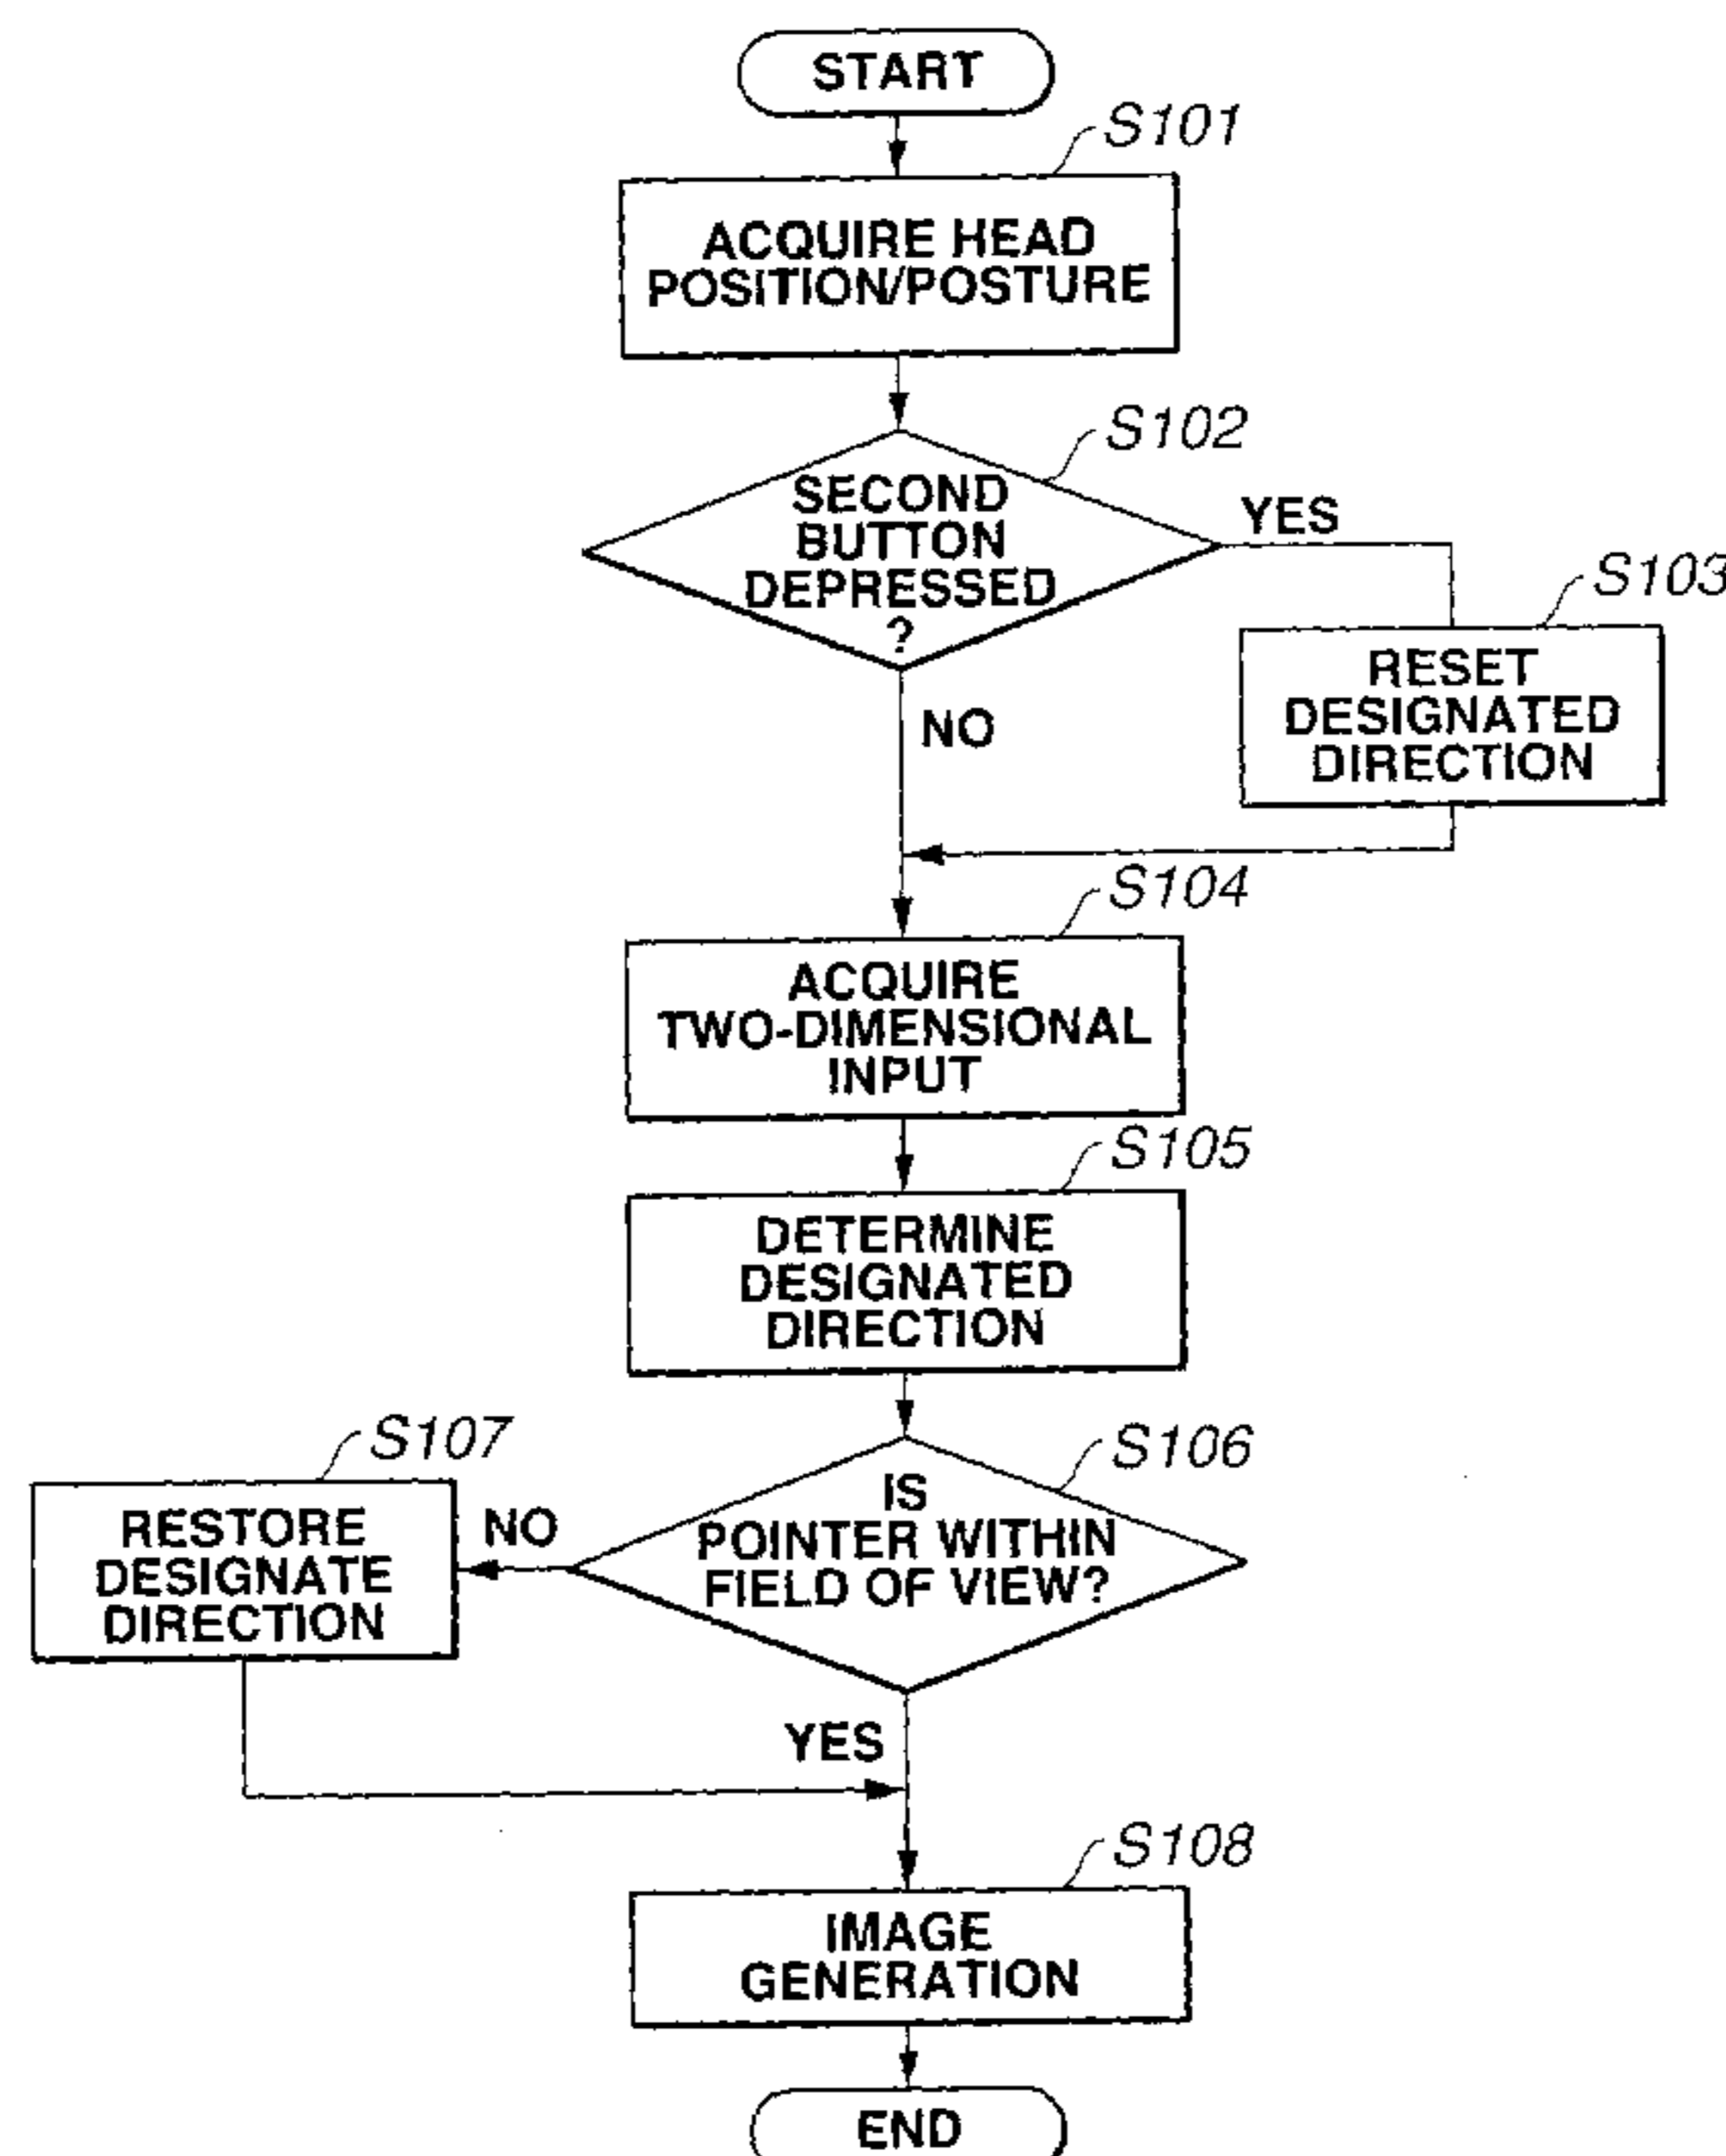 START
S101
ACQUIRE HEAD
POSITION/POSTURE
S102
SECOND
BUTTON
DEPRESSED
?
YES
S103
RESET
DESIGNATED
DIRECTION
NO
S104
ACQUIRE
TWO-DIMENSIONAL
INPUT
S105
DETERMINE
DESIGNATED
DIRECTION
S106
IS
POINTER WITHIN
FIELD OF VIEW?
NO
S107
RESTORE
DESIGNATE
DIRECTION
YES
S108
IMAGE
GENERATION
END